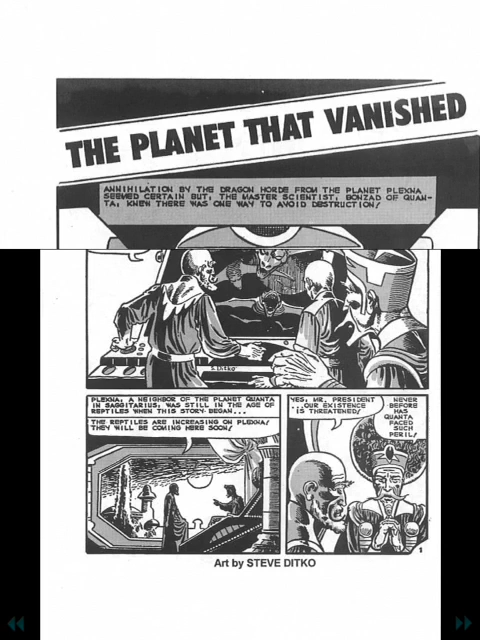 THE PLANET THAT VANISHED
ANNIHILATION BY THE DRAGON HORDE FROM THE PLANET PLEXNA
SEEMED CERTAIN BUT, THE MASTER SCIENTIST, BONZAD OF QUAN-
TA, KNEW THERE WAS ONE WAY TO AVOID DESTRUCTION!
S. Ditko
PLEXNA, A NEIGHBOR OF THE PLANET QUANTA
IN SAGGITARIUS, WAS STILL IN THE AGE OF
REPTILES WHEN THIS STORY BEGAN...
THE REPTILES ARE INCREASING ON PLEXNA!
THEY WILL BE COMING HERE SOON!
YES, MR. PRESIDENT
...OUR EXISTENCE
IS THREATENED!
NEVER
BEFORE
HAS
QUANTA
FACED
SUCH
PERIL!
1
Art by STEVE DITKO